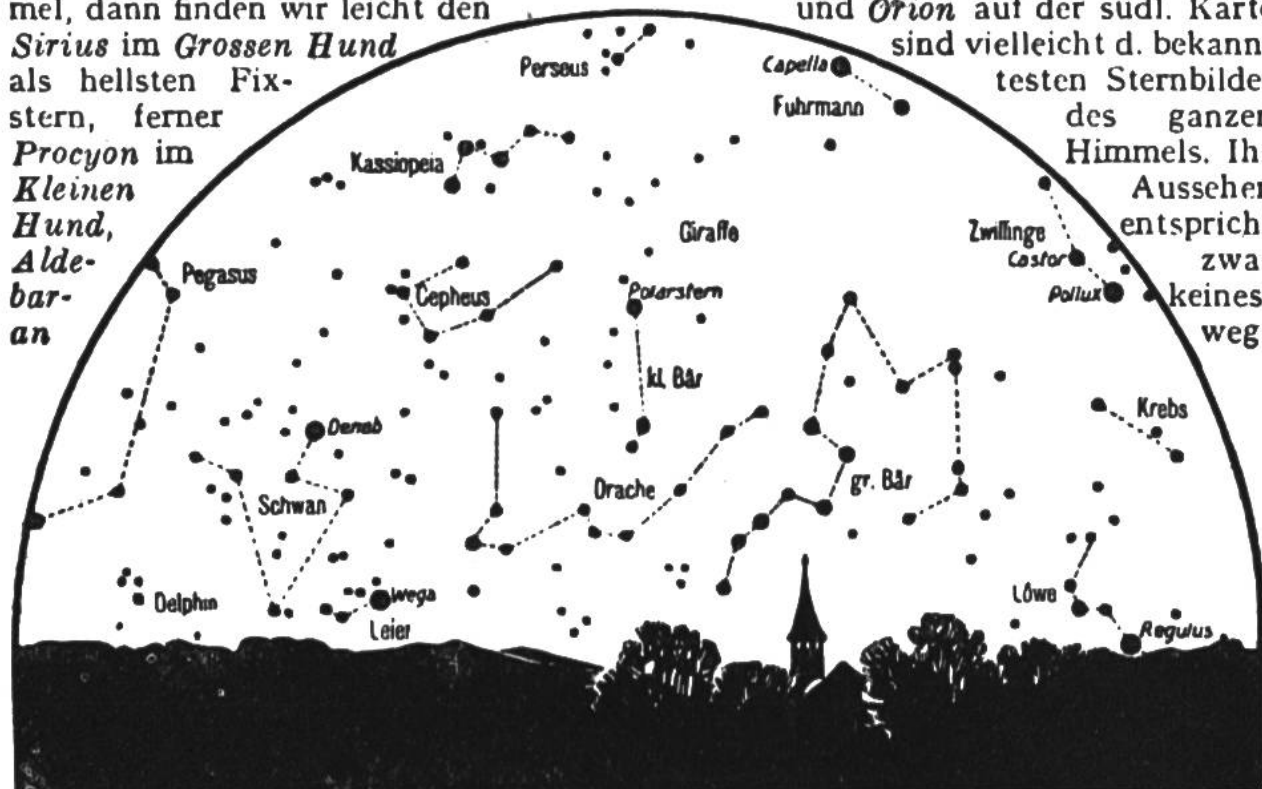 mel, dann finden wir leicht den
Sirius im Grossen Hund
als hellsten Fix-
stern, ferner
Procyon im
Kleinen
Hund,
Alde-
bar-
an
und Orion auf der südl. Karte
sind vielleicht d. bekann
testen Sternbilde
des ganzen
Himmels. Ih
Aussehen
entsprich
zwa
keines
weg
Perseus
Capella
Fuhrmann
Kassiopeia
Giraffe
Zwillinge
Castor
Pollux
Pegasus
Cepheus
Polarstern
kl. Bär
Krebs
Deneb
Schwan
Drache
gr. Bär
Delphin
Wega
Leier
Löwe
Regulus